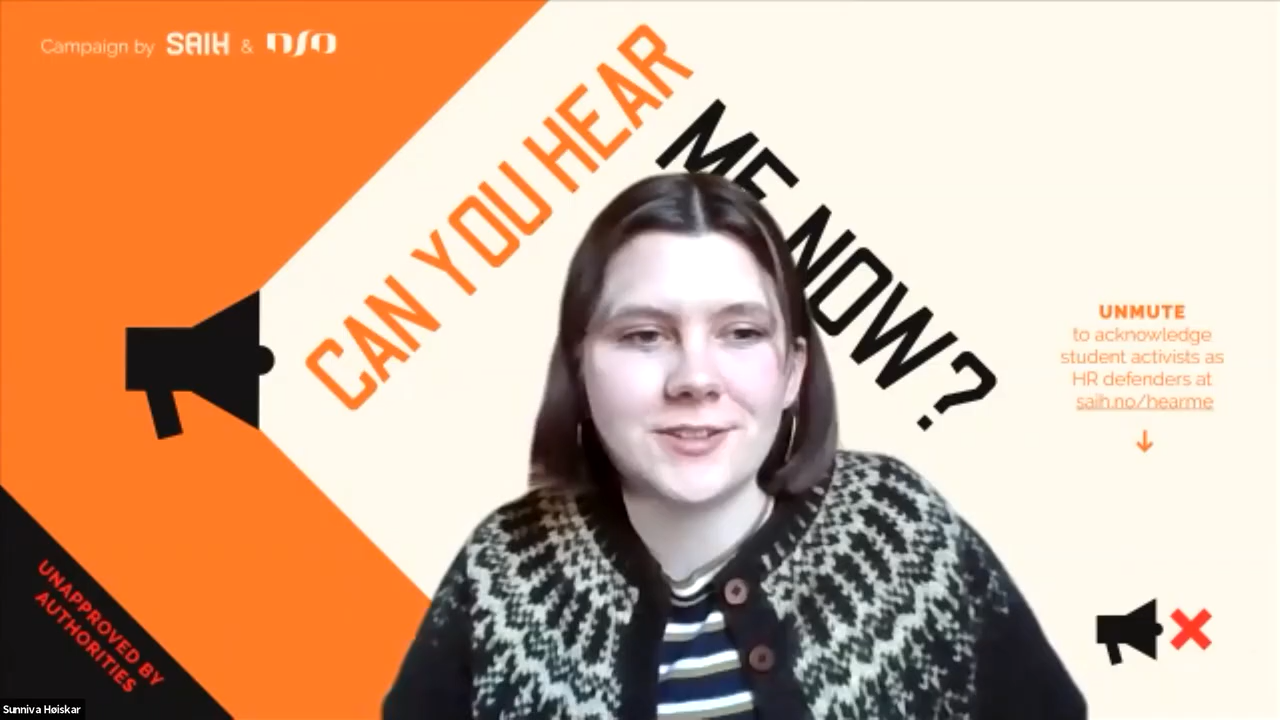 Campaign by SAIH & nso
CAN YOU HEAR
ME NOW?
UNMUTE
to acknowledge
student activists as
HR defenders at
saih.no/hearme
UNAPPROVED BY
AUTHORITIES
Sunniva Høiskar